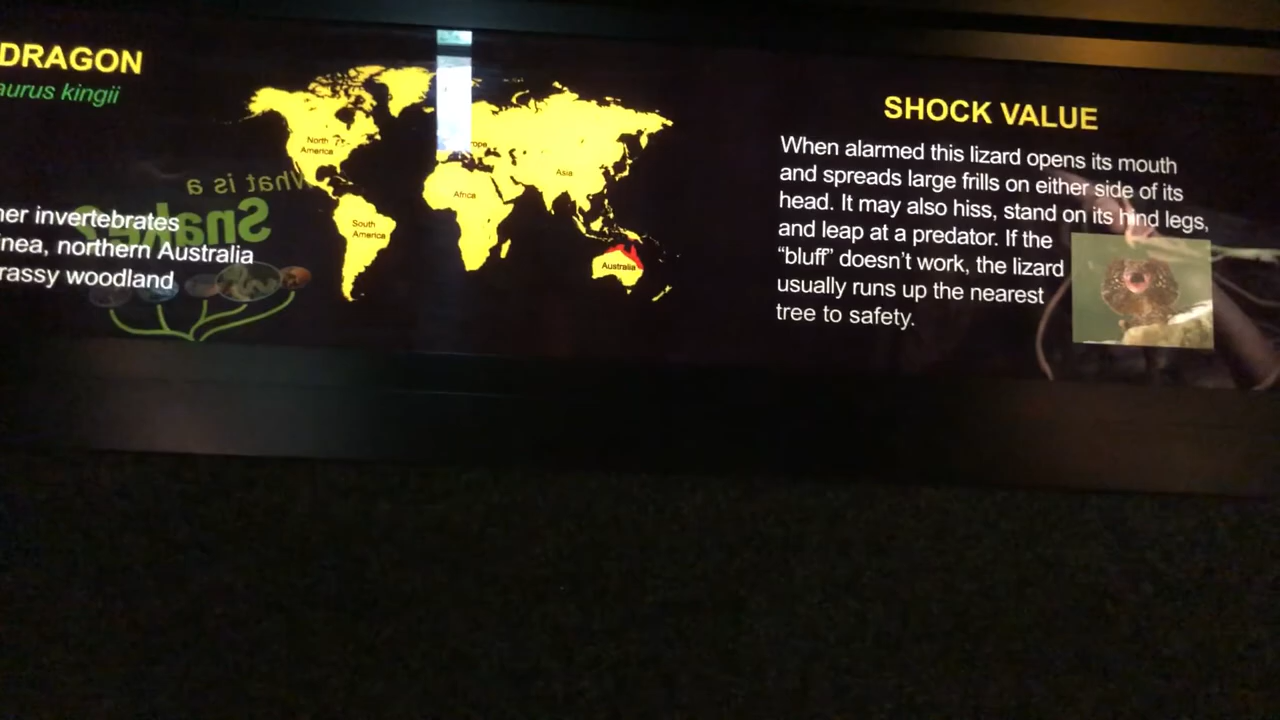 DRAGON
aurus kingii
her invertebrates
inea, northern Australia
rassy woodland
What is a
Snake?
North
America
South
America
rope
Africa
Asia
Australia
SHOCK VALUE
When alarmed this lizard opens its mouth
and spreads large frills on either side of its
head. It may also hiss, stand on its hind legs,
and leap at a predator. If the
“bluff” doesn’t work, the lizard
usually runs up the nearest
tree to safety.